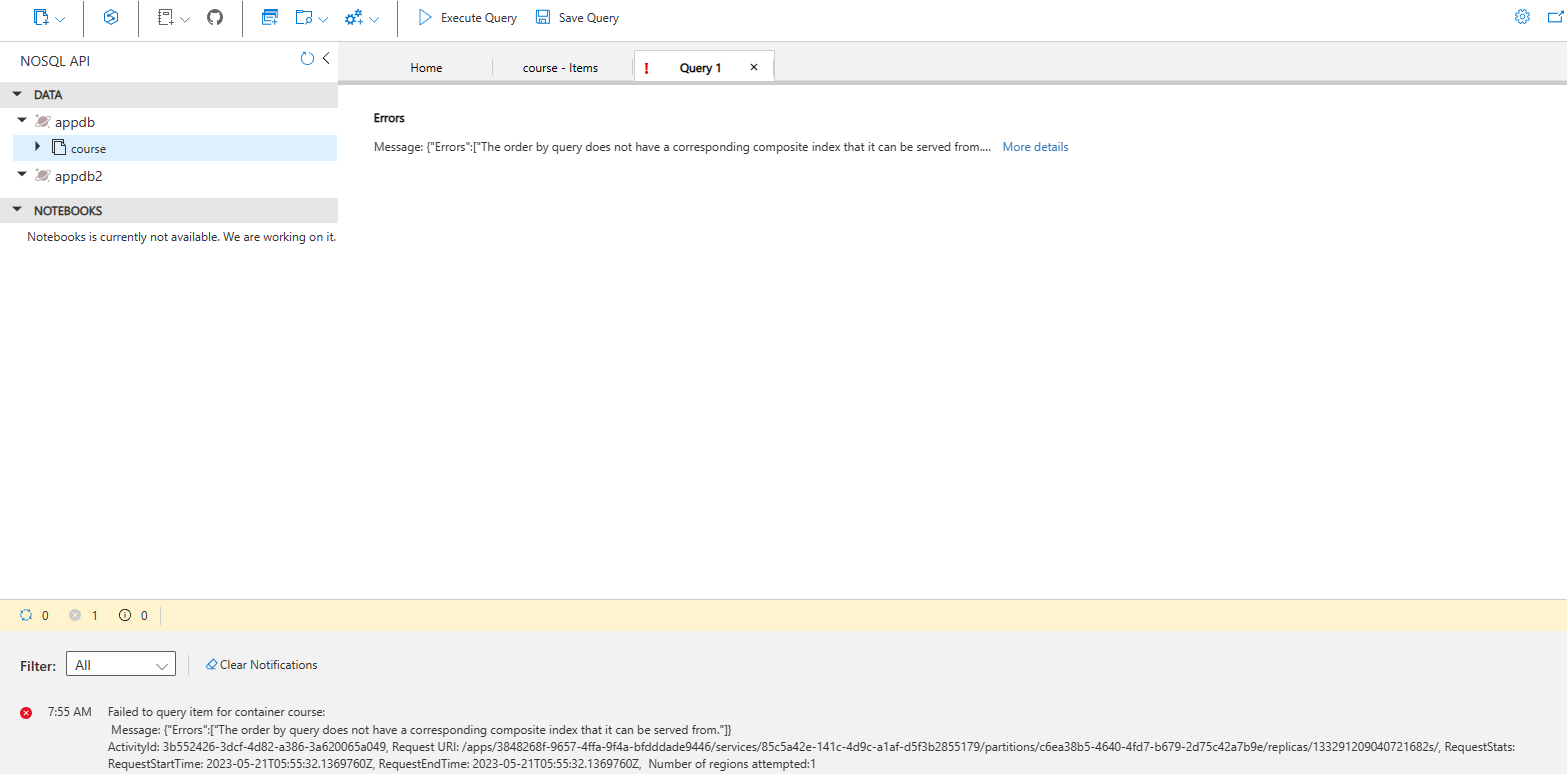 Execute Query
Save Query
NOSQL API
Home
course - Items
! Query 1
DATA
appdb
course
appdb2
NOTEBOOKS
Notebooks is currently not available. We are working on it.
Errors
Message: {"Errors":["The order by query does not have a corresponding composite index that it can be served from.... More details
0 1 0
Filter: All Clear Notifications
7:55 AM Failed to query item for container course:
Message: {"Errors":["The order by query does not have a corresponding composite index that it can be served from."]}
ActivityId: 3b552426-3dcf-4d82-a386-3a620065a049, Request URI: /apps/3848268f-9657-4ffa-9f4a-bfdddade9446/services/85c5a42e-141c-4d9c-a1af-d5f3b2855179/partitions/c6ea38b5-4640-4fd7-b679-2d75c42a7b9e/replicas/133291209040721682s/, RequestStats:
RequestStartTime: 2023-05-21T05:55:32.1369760Z, RequestEndTime: 2023-05-21T05:55:32.1369760Z, Number of regions attempted:1